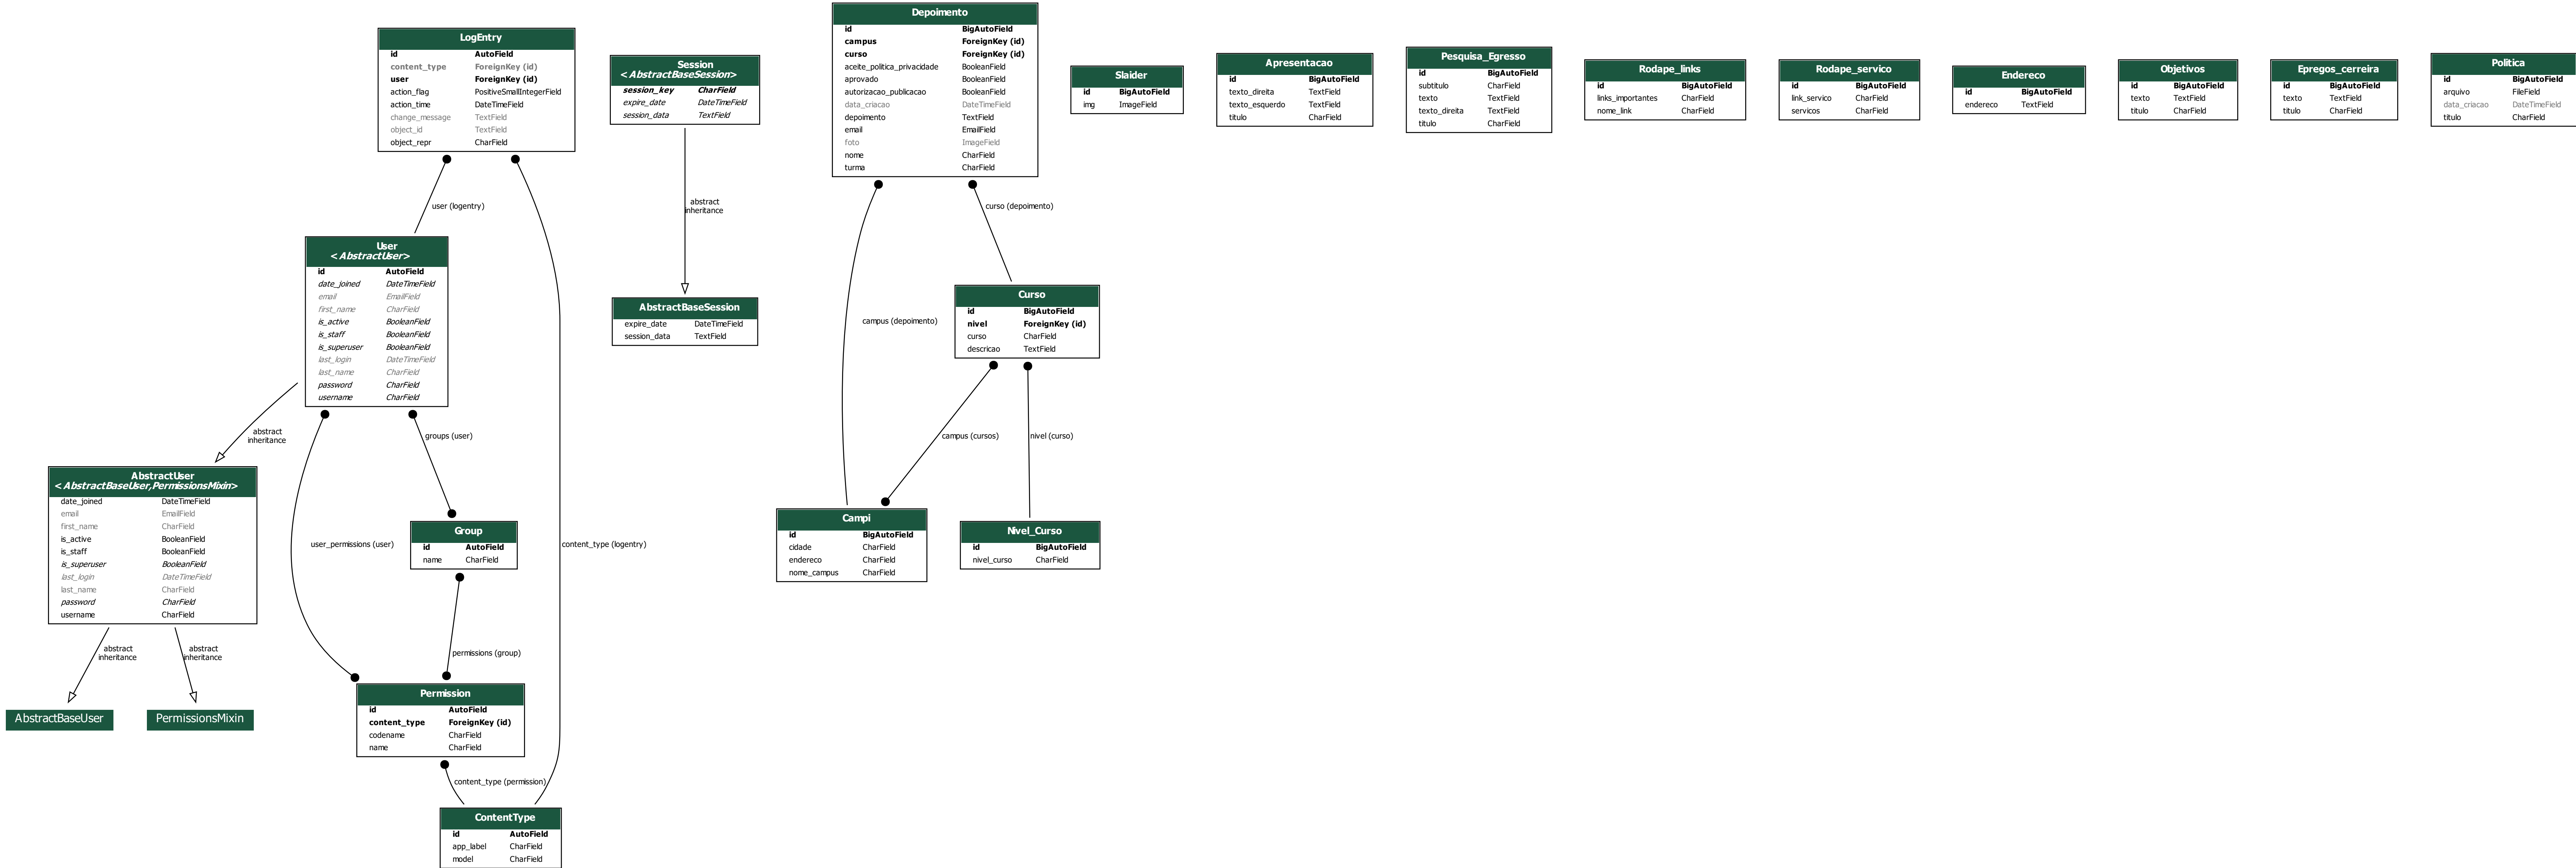 LogEntry
id AutoField
content_type ForeignKey (id)
user ForeignKey (id)
action_flag PositiveSmallIntegerField
action_time DateTimeField
change_message TextField
object_id TextField
object_repr CharField
Session
<AbstractBaseSession>
session_key CharField
expire_date DateTimeField
session_data TextField
Depoimento
id BigAutoField
campus ForeignKey (id)
curso ForeignKey (id)
aceite_politica_privacidade BooleanField
aprovado BooleanField
autorizacao_publicacao BooleanField
data_criacao DateTimeField
depoimento TextField
email EmailField
foto ImageField
nome CharField
turma CharField
Slaider
id BigAutoField
img ImageField
Apresentacao
id BigAutoField
texto_direita TextField
texto_esquerdo TextField
titulo CharField
Pesquisa_Egresso
id BigAutoField
subtitulo CharField
texto TextField
texto_direita TextField
titulo CharField
Rodape_links
id BigAutoField
links_importantes CharField
nome_link CharField
Rodape_servico
id BigAutoField
link_servico CharField
servicos CharField
Endereco
id BigAutoField
endereco TextField
Objetivos
id BigAutoField
texto TextField
titulo CharField
Epregos_cerreira
id BigAutoField
texto TextField
titulo CharField
Politica
id BigAutoField
arquivo FileField
data_criacao DateTimeField
titulo CharField
user (logentry)
abstract
inheritance
curso (depoimento)
User
<AbstractUser>
id AutoField
date_joined DateTimeField
email EmailField
first_name CharField
is_active BooleanField
is_staff BooleanField
is_superuser BooleanField
last_login DateTimeField
last_name CharField
password CharField
username CharField
AbstractBaseSession
expire_date DateTimeField
session_data TextField
campus (depoimento)
Curso
id BigAutoField
nivel ForeignKey (id)
curso CharField
descricao TextField
abstract
inheritance
groups (user)
campus (cursos)
nivel (curso)
AbstractUser
<AbstractBaseUser,PermissionsMixin>
date_joined DateTimeField
email EmailField
first_name CharField
is_active BooleanField
is_staff BooleanField
is_superuser BooleanField
last_login DateTimeField
last_name CharField
password CharField
username CharField
user_permissions (user)
Group
id AutoField
name CharField
content_type (logentry)
Campi
id BigAutoField
cidade CharField
endereco CharField
nome_campus CharField
Nivel_Curso
id BigAutoField
nivel_curso CharField
abstract
inheritance
abstract
inheritance
permissions (group)
AbstractBaseUser
PermissionsMixin
Permission
id AutoField
content_type ForeignKey (id)
codename CharField
name CharField
content_type (permission)
ContentType
id AutoField
app_label CharField
model CharField